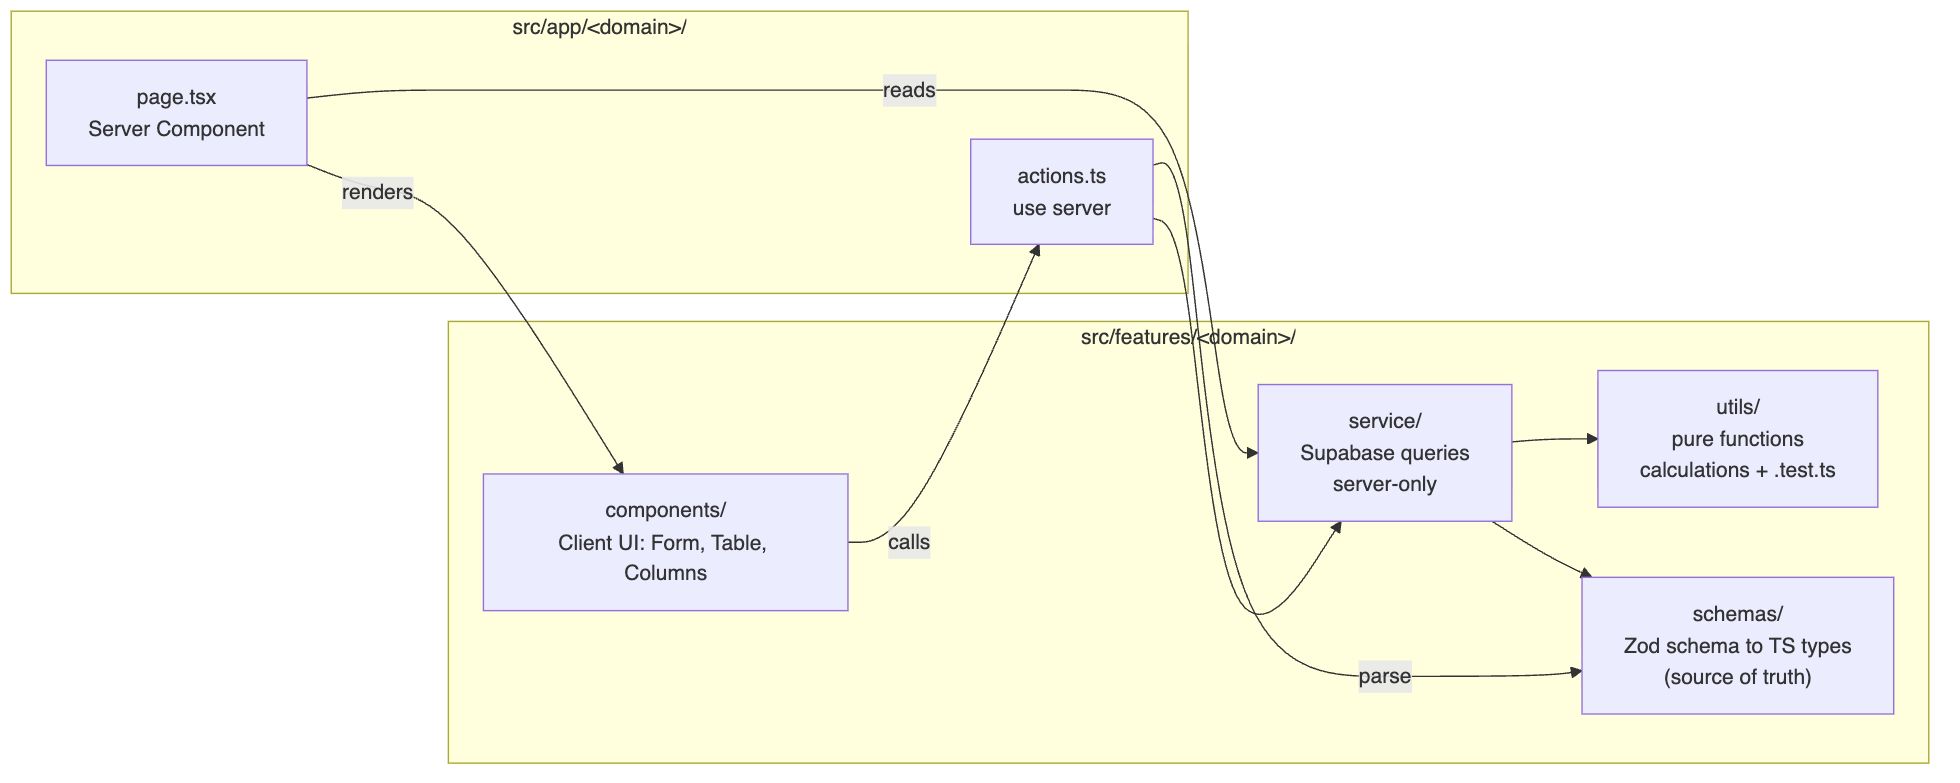 src/app/<domain>/
page.tsx
Server Component
reads
actions.ts
use server
renders
src/features/<domain>/
service/
Supabase queries
server-only
utils/
pure functions
calculations + .test.ts
components/
Client UI: Form, Table,
Columns
calls
schemas/
Zod schema to TS types
(source of truth)
parse